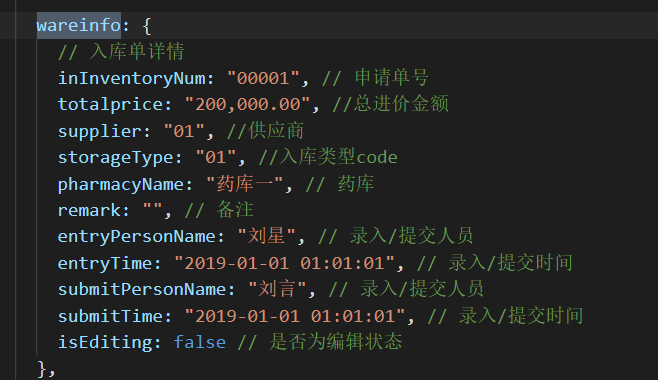 wareinfo: {
// 入库单详情
inInventoryNum: "00001", // 申请单号
totalprice: "200,000.00", //总进价金额
supplier: "01", //供应商
storageType: "01", //入库类型code
pharmacyName: "药库一", // 药库
remark: "", // 备注
entryPersonName: "刘星", // 录入/提交人员
entryTime: "2019-01-01 01:01:01", // 录入/提交时间
submitPersonName: "刘言", // 录入/提交人员
submitTime: "2019-01-01 01:01:01", // 录入/提交时间
isEditing: false // 是否为编辑状态
},